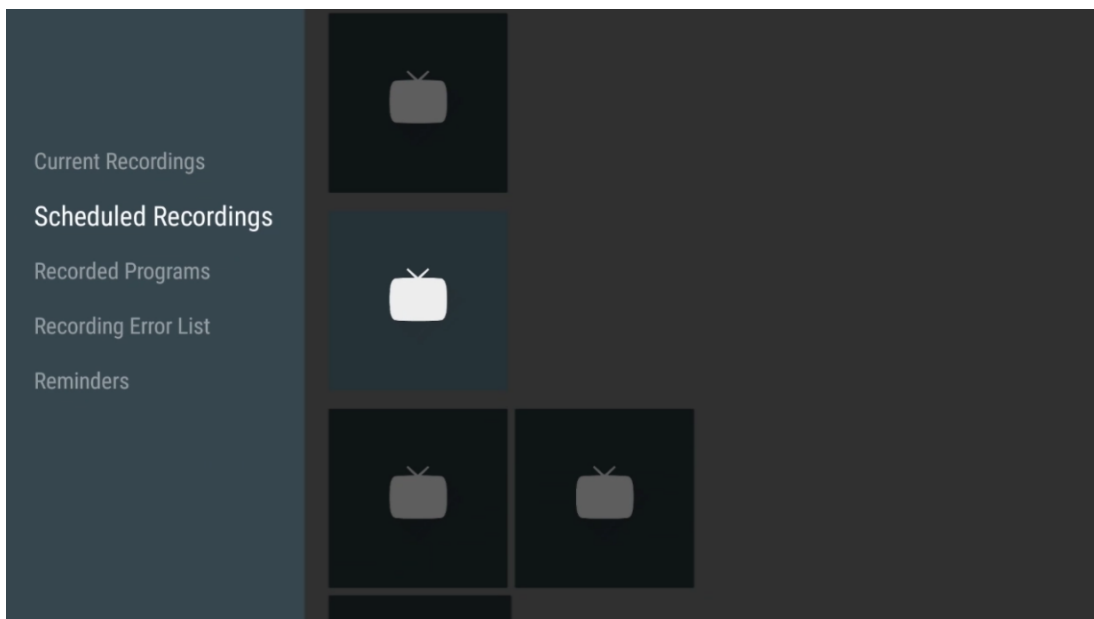 Current Recordings
Scheduled Recordings
Recorded Programs
Recording Error List
Reminders